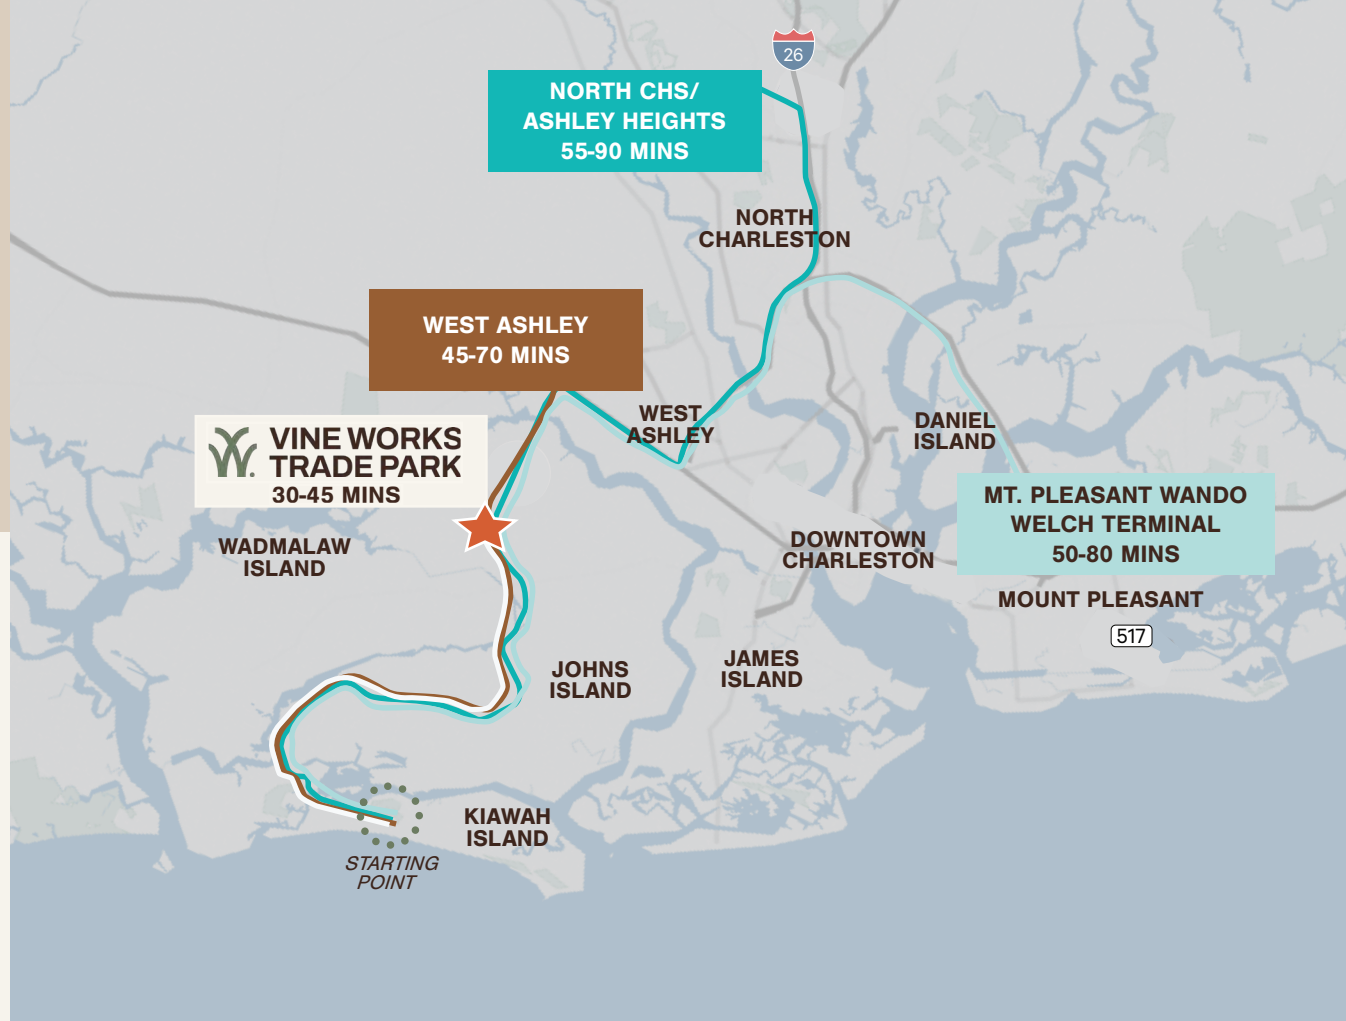 26
NORTH CHS/
ASHLEY HEIGHTS
55-90 MINS
NORTH
CHARLESTON
WEST ASHLEY
45-70 MINS
WEST
ASHLEY
DANIEL
ISLAND
VINE WORKS
TRADE PARK
30-45 MINS
MT. PLEASANT WANDO
WELCH TERMINAL
50-80 MINS
WADMALAW
ISLAND
DOWNTOWN
CHARLESTON
MOUNT PLEASANT
517
JOHNS
ISLAND
JAMES
ISLAND
KIAWAH
ISLAND
STARTING
POINT